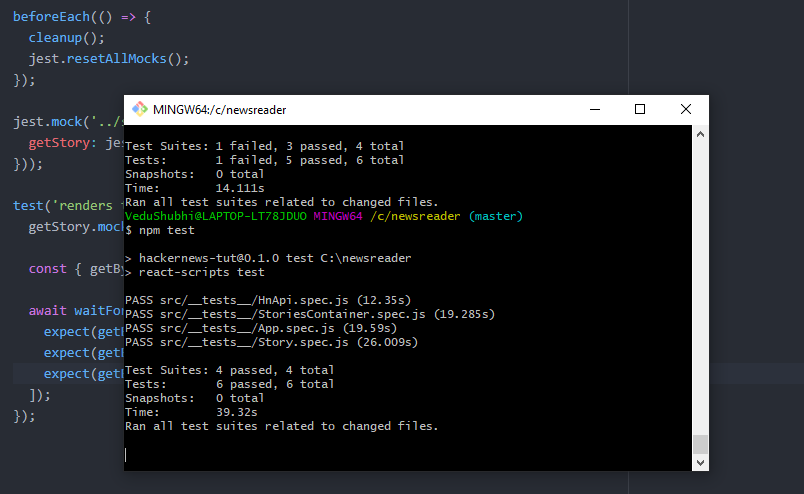 beforeEach(() => {
cleanup();
jest.resetAllMocks();
});
jest.mock('../
getStory: jes
}));
test('renders
getStory.mock
const { getBy
await waitFor
expect(getB
expect(getB
expect(getB
]);
});
MINGW64:/c/newsreader
Test Suites: 1 failed, 3 passed, 4 total
Tests: 1 failed, 5 passed, 6 total
Snapshots: 0 total
Time: 14.111s
Ran all test suites related to changed files.
VeduShubhi@LAPTOP-LT78JDUO MINGW64 /c/newsreader (master)
$ npm test
> hackernews-tut@0.1.0 test C:\newsreader
> react-scripts test
PASS src/__tests__/HnApi.spec.js (12.35s)
PASS src/__tests__/StoriesContainer.spec.js (19.285s)
PASS src/__tests__/App.spec.js (19.59s)
PASS src/__tests__/Story.spec.js (26.009s)
Test Suites: 4 passed, 4 total
Tests: 6 passed, 6 total
Snapshots: 0 total
Time: 39.32s
Ran all test suites related to changed files.